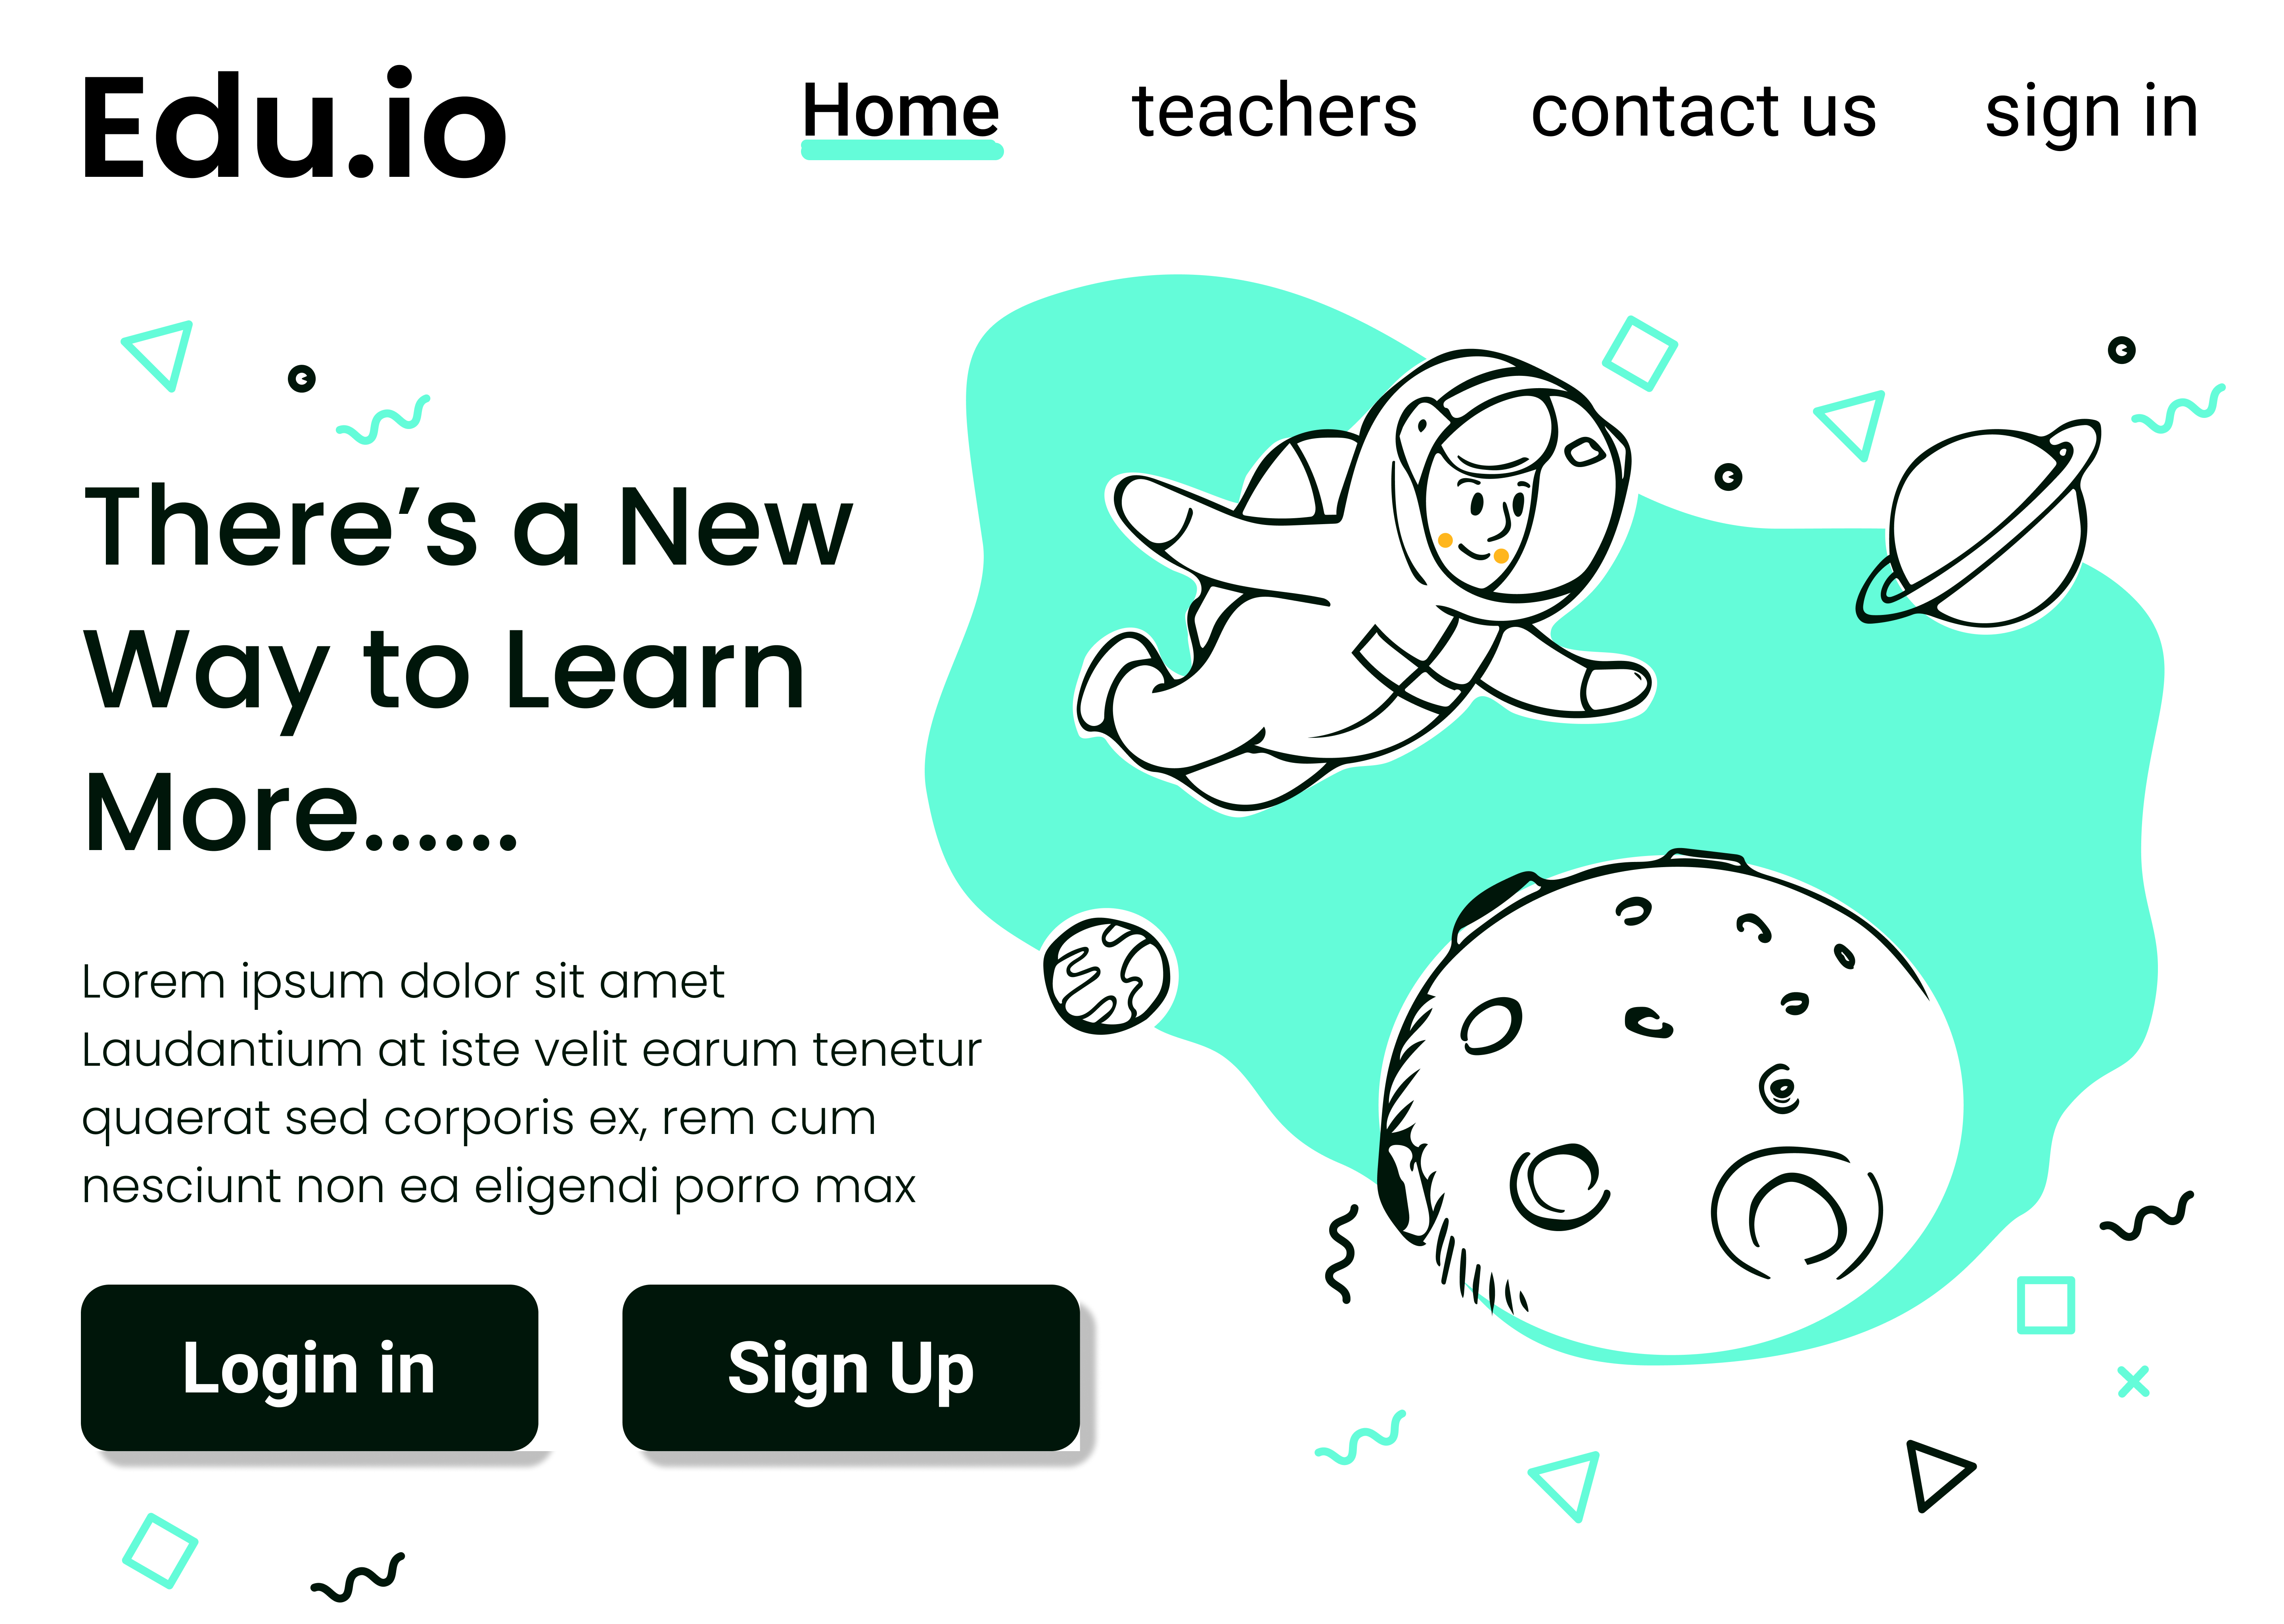 Edu.io
Home teachers contact us sign in
There’s a New
Way to Learn
More......
Lorem ipsum dolor sit amet
Laudantium at iste velit earum tenetur
quaerat sed corporis ex, rem cum
nesciunt non ea eligendi porro max
Login in
Sign Up